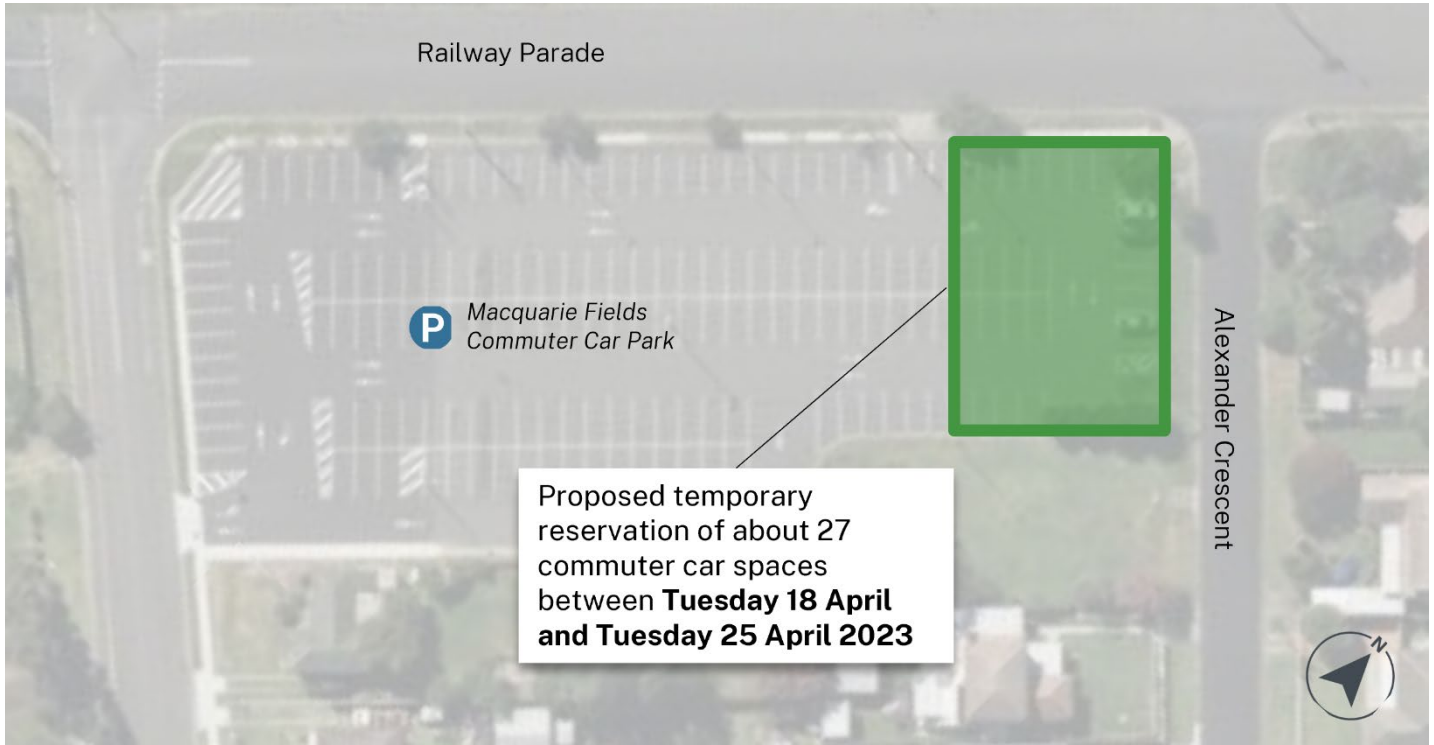 Railway Parade
P
Macquarie Fields
Commuter Car Park
Alexander Crescent
Proposed temporary
reservation of about 27
commuter car spaces
between Tuesday 18 April
and Tuesday 25 April 2023
N